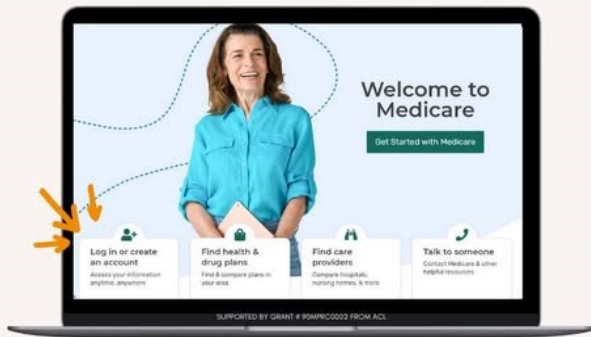 Welcome to
Medicare
Get Started with Medicare
Log in or create
an account
Access your information
anytime, anywhere
Find health &
drug plans
Find & compare plans in
your area
Find care
providers
Compare hospitals,
nursing homes, & more
Talk to someone
Contact Medicare & other
helpful resources
SUPPORTED BY GRANT # 90MPRC0002 FROM ACL